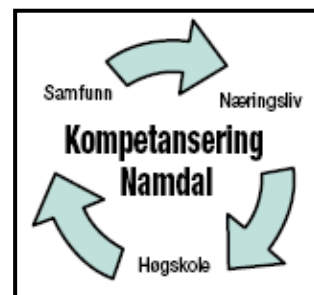 Samfunn
Næringsliv
Kompetansering
Namdal
Høgskole